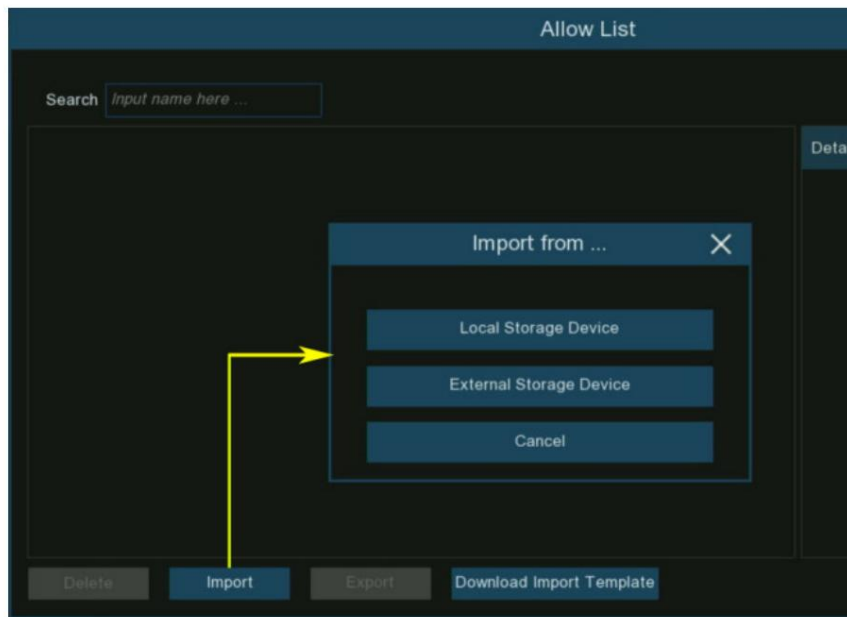 Allow List
Search Input name here ...
Deta
Import from ...
Local Storage Device
External Storage Device
Cancel
Delete Import Export Download Import Template